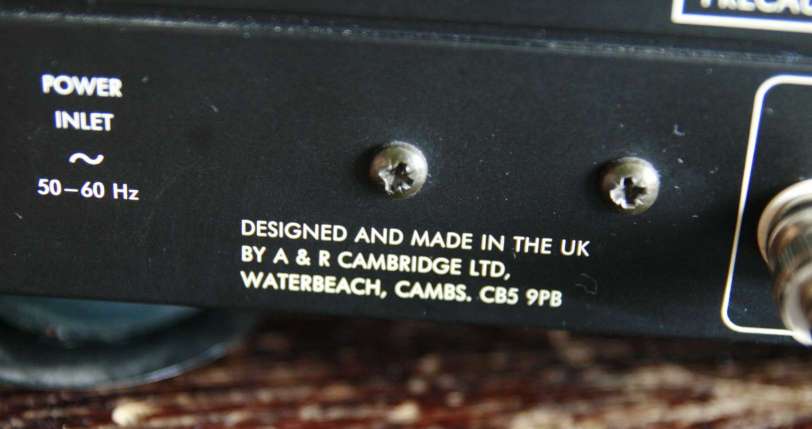 POWER
INLET
~
50–60 Hz
DESIGNED AND MADE IN THE UK
BY A & R CAMBRIDGE LTD,
WATERBEACH, CAMBS. CB5 9PB